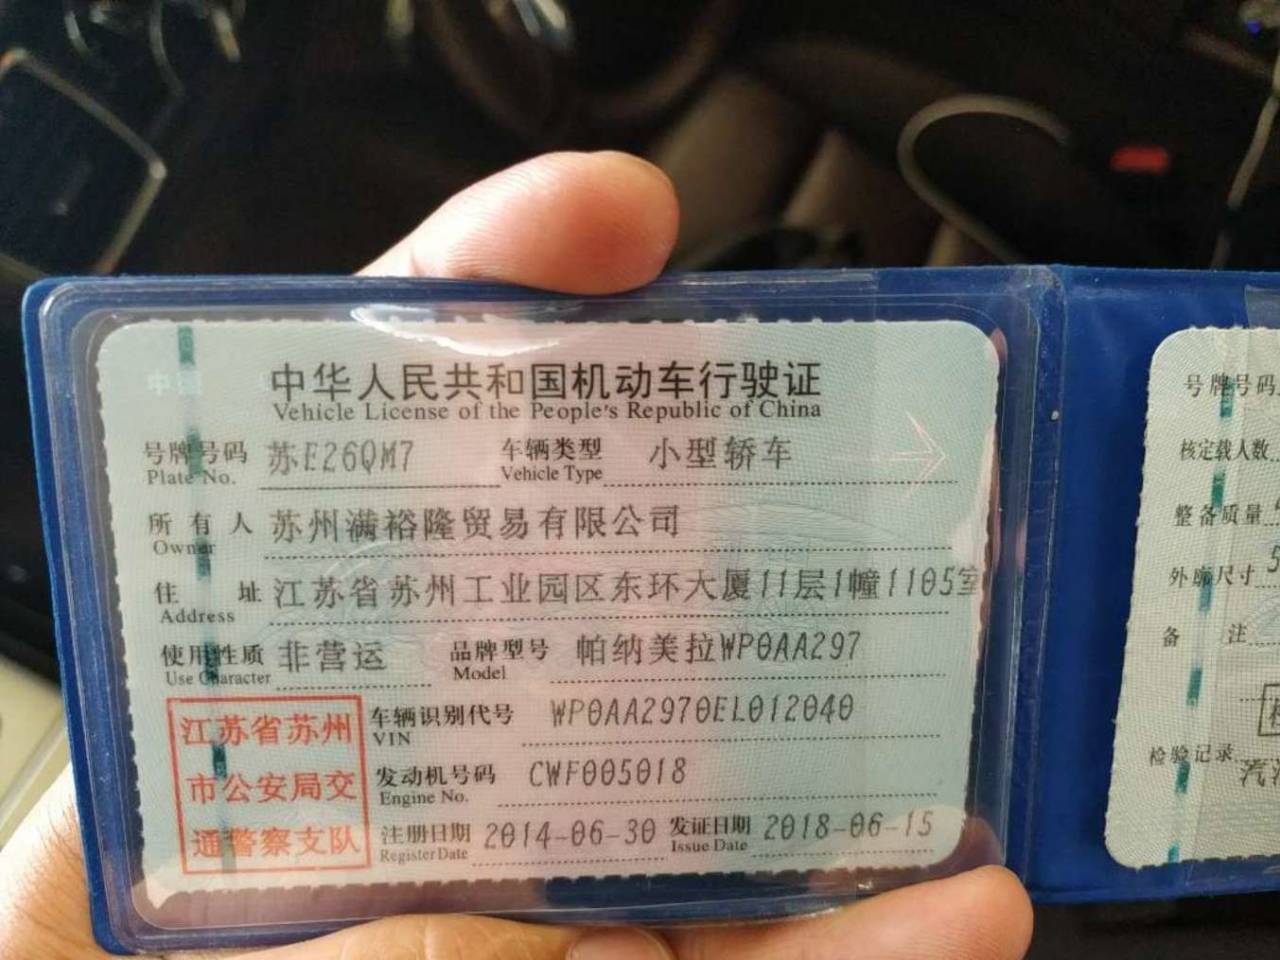 中华人民共和国机动车行驶证
Vehicle License of the People's Republic of China
号牌号码 苏E26QM7 车辆类型 小型轿车
Plate No. Vehicle Type
所有人 苏州满裕隆贸易有限公司
Owner
住址 江苏省苏州工业园区东环大厦11层1幢1105室
Address
使用性质 非营运 品牌型号 帕纳美拉WP0AA297
Use Character Model
车辆识别代号 WP0AA2970EL012040
VIN
发动机号码 CWF005018
Engine No.
注册日期 2014-06-30 发证日期 2018-06-15
Register Date Issue Date
江苏省苏州
市公安局交
通警察支队
号牌号码
核定载人数
整备质量
外廓尺寸 5
备注
检验记录